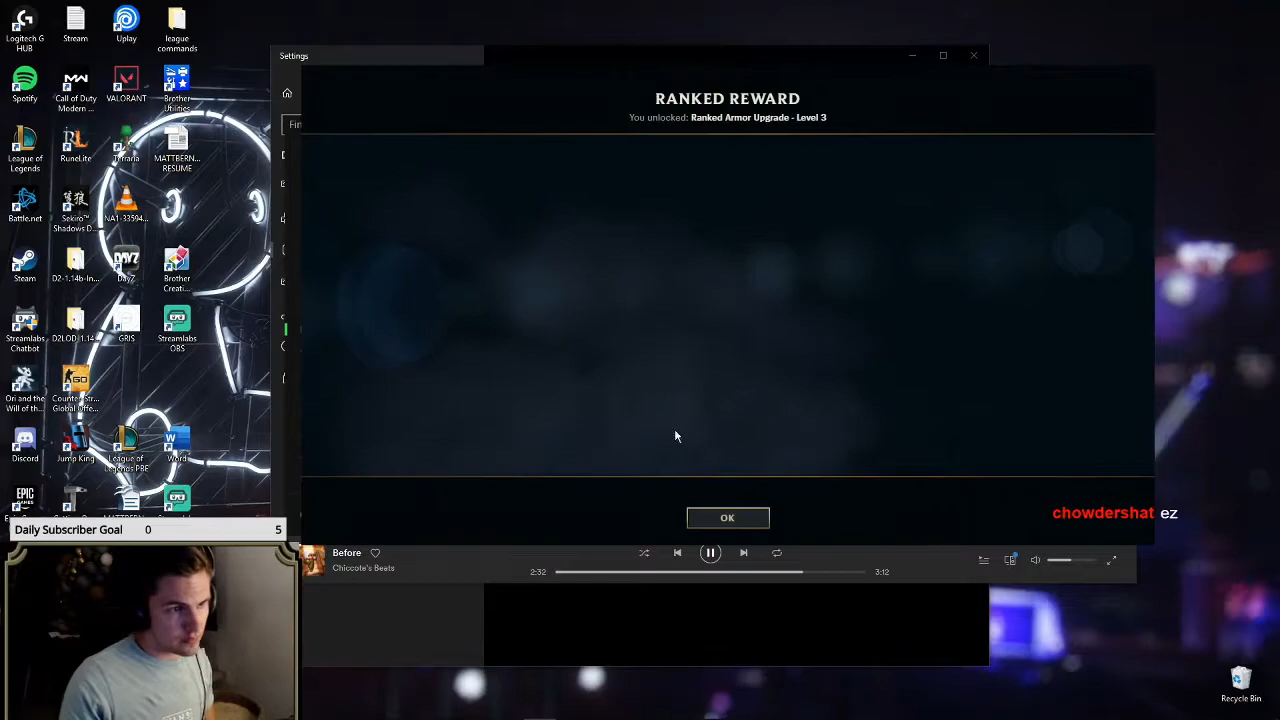 Logitech G
HUB
Stream
Uplay
league
commands
Spotify
Call of Duty
Modern ...
VALORANT
Brother
Utilities
League of
Legends
RuneLite
Terraria
MATTBERN...
RESUME
Battle.net
Sekiro™
Shadows D...
NA1-33594...
Steam
D2-1.14b-In...
DayZ
Brother
Creati...
Streamlabs
Chatbot
D2LOD-1.14...
GRIS
Streamlabs
OBS
Ori and the
Will of th...
Counter-Str...
Global Offe...
Discord
Jump King
League of
Legends PBE
Word
EPIC
GAMES
Daily Subscriber Goal 0 5
Settings
Fin
RANKED REWARD
You unlocked: Ranked Armor Upgrade - Level 3
OK
chowdershat ez
Before
Chiccote's Beats
2:32
3:12
Recycle Bin